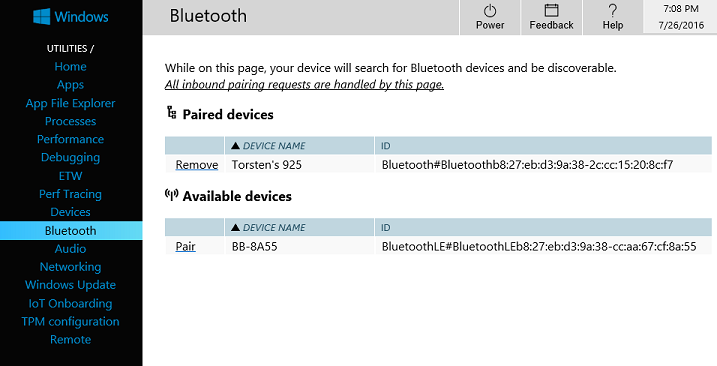 Windows
UTILITIES /
Home
Apps
App File Explorer
Processes
Performance
Debugging
ETW
Perf Tracing
Devices
Bluetooth
Audio
Networking
Windows Update
IoT Onboarding
TPM configuration
Remote
Bluetooth
Power
Feedback
Help
7:08 PM
7/26/2016
While on this page, your device will search for Bluetooth devices and be discoverable.
All inbound pairing requests are handled by this page.
Paired devices
▲ DEVICE NAME ID
Remove Torsten's 925 Bluetooth#Bluetoothb8:27:eb:d3:9a:38-2c:cc:15:20:8c:f7
Available devices
▲ DEVICE NAME ID
Pair BB-8A55 BluetoothLE#BluetoothLEb8:27:eb:d3:9a:38-cc:aa:67:cf:8a:55